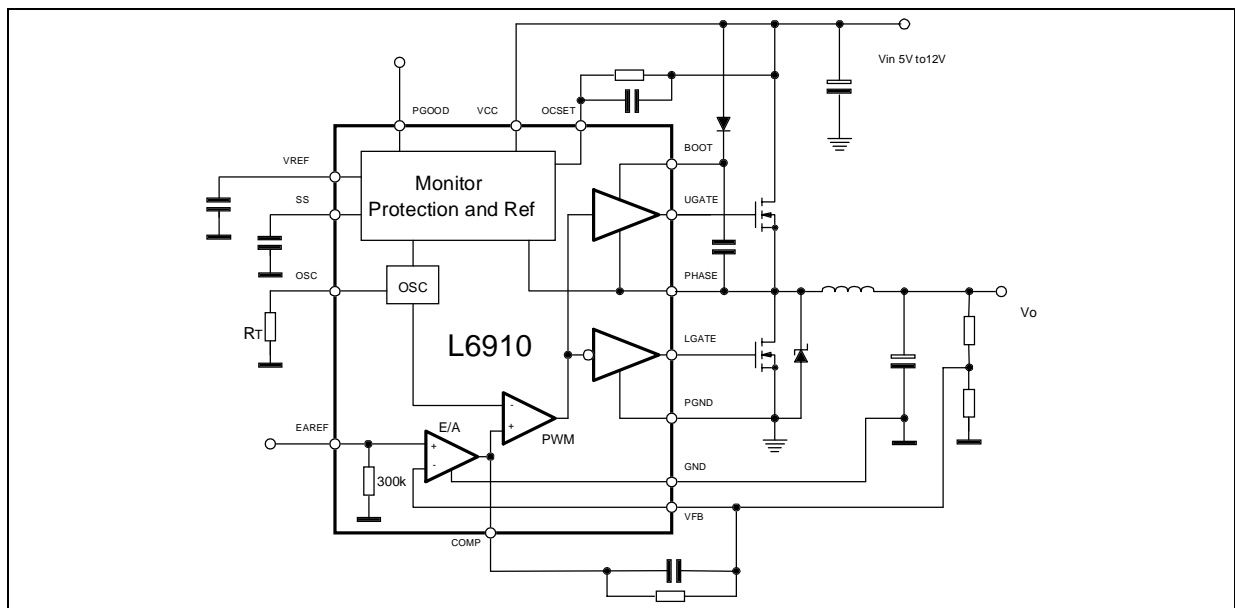 Vin 5V to12V
PGOOD
VCC
OCSET
BOOT
VREF
Monitor
Protection and Ref
UGATE
SS
PHASE
OSC
OSC
Vo
RT
L6910
LGATE
PGND
E/A
EAREF
+
-
-
+
PWM
GND
300k
VFB
COMP